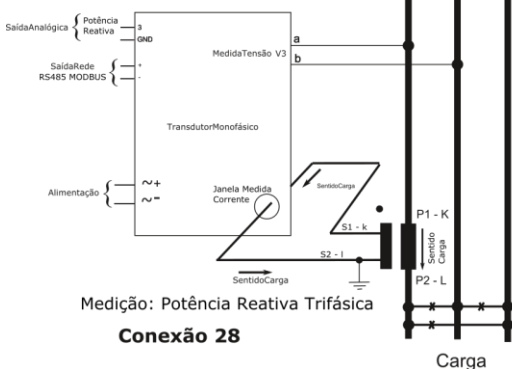 SaídaAnalógica
Potência
Reativa
3
GND
SaídaRede
RS485 MODBUS
+
-
MedidaTensão V3
a
b
TransdutorMonofásico
Alimentação
~+
~-
Janela Medida
Corrente
SentidoCarga
S1 - k
S2 - l
SentidoCarga
P1 - K
Sentido
Carga
P2 - L
Medição: Potência Reativa Trifásica
Conexão 28
Carga